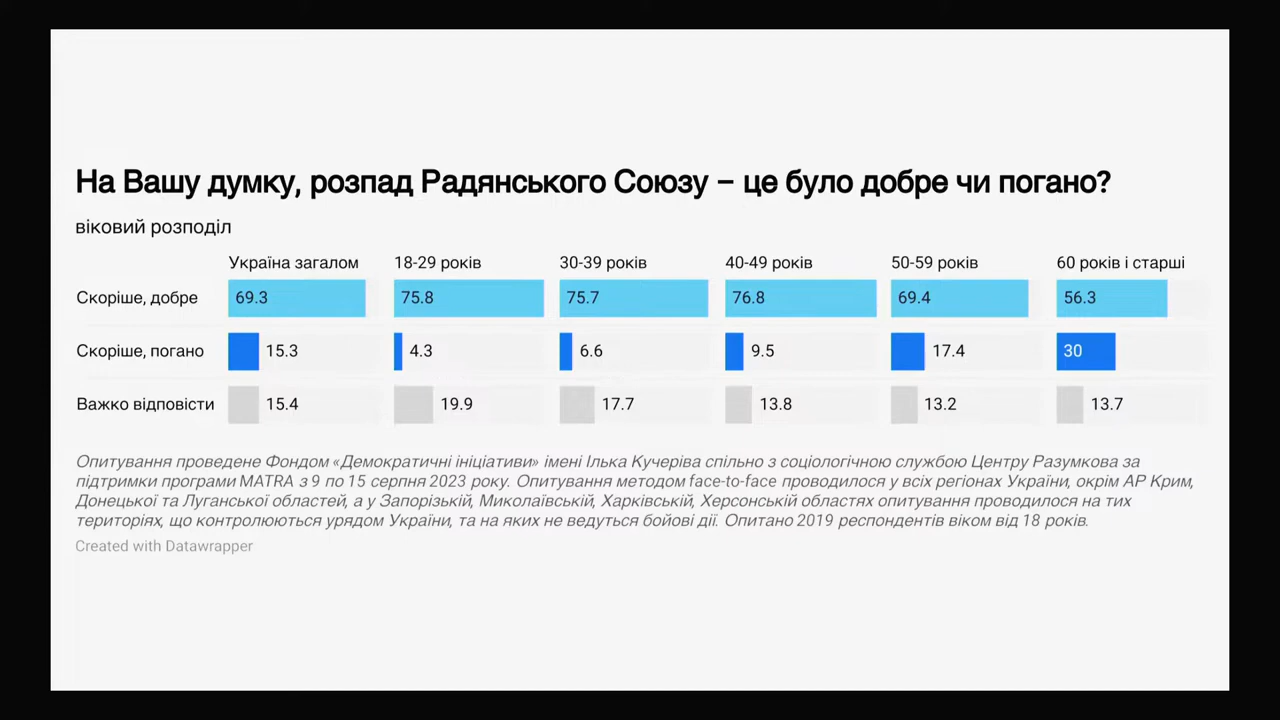 На Вашу думку, розпад Радянського Союзу – це було добре чи погано?
віковий розподіл
Україна загалом 18-29 років 30-39 років 40-49 років 50-59 років 60 років і старші
Скоріше, добре 69.3 75.8 75.7 76.8 69.4 56.3
Скоріше, погано 15.3 4.3 6.6 9.5 17.4 30
Важко відповісти 15.4 19.9 17.7 13.8 13.2 13.7
Опитування проведене Фондом «Демократичні ініціативи» імені Ілька Кучеріва спільно з соціологічною службою Центру Разумкова за
підтримки програми MATRA з 9 по 15 серпня 2023 року. Опитування методом face-to-face проводилося у всіх регіонах України, окрім АР Крим,
Донецької та Луганської областей, а у Запорізькій, Миколаївській, Харківській, Херсонській областях опитування проводилося на тих
територіях, що контролюються урядом України, та на яких не ведуться бойові дії. Опитано 2019 респондентів віком від 18 років.
Created with Datawrapper